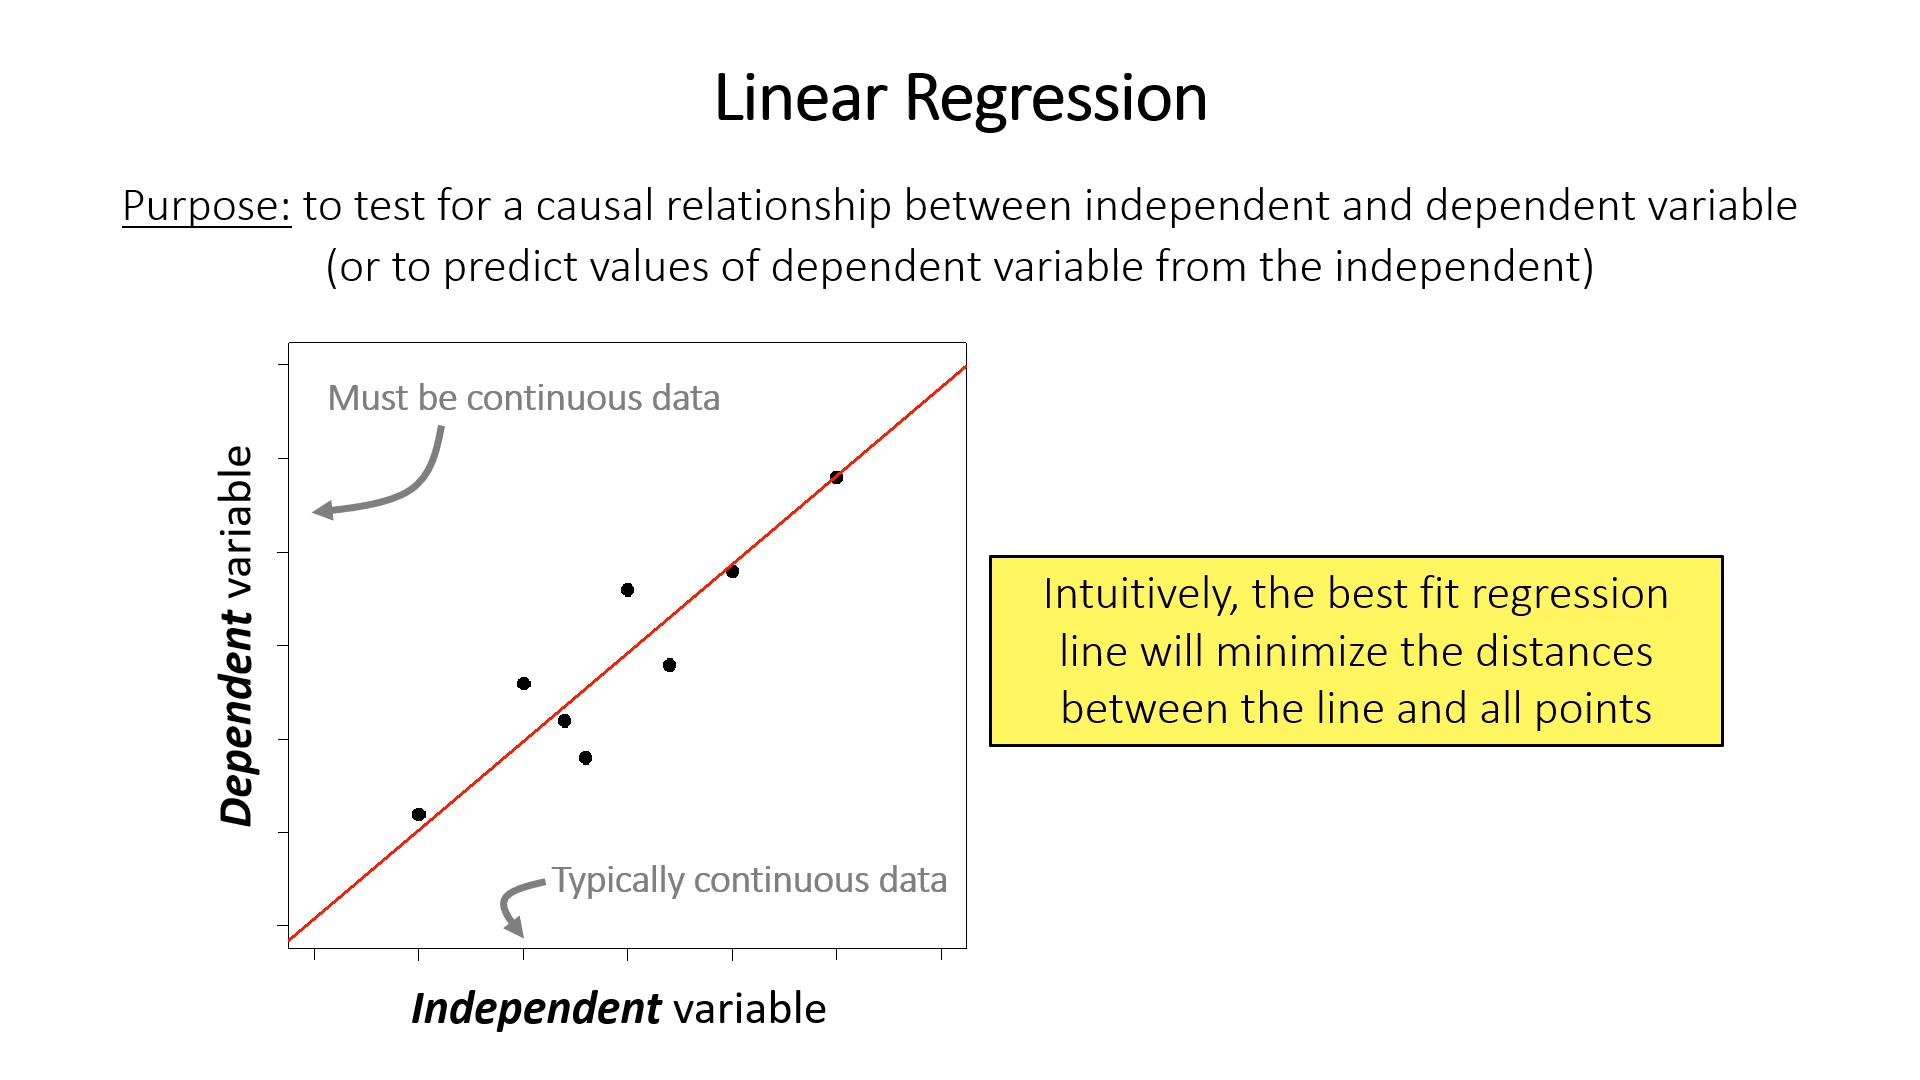 Linear Regression
Purpose: to test for a causal relationship between independent and dependent variable
(or to predict values of dependent variable from the independent)
Must be continuous data
Dependent variable
Intuitively, the best fit regression
line will minimize the distances
between the line and all points
Typically continuous data
Independent variable